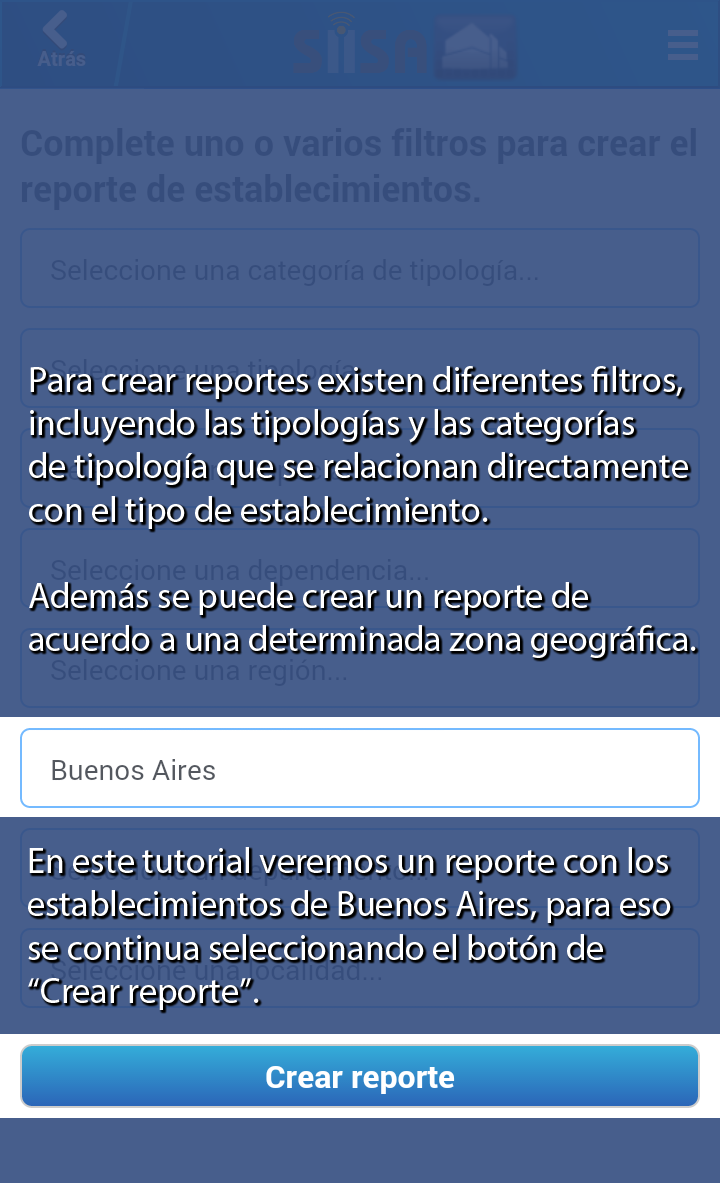 Atrás
SIISA
Complete uno o varios filtros para crear el
reporte de establecimientos.
Seleccione una categoría de tipología...
Seleccione una tipología
Para crear reportes existen diferentes filtros,
incluyendo las tipologías y las categorías
de tipología que se relacionan directamente
con el tipo de establecimiento.
Seleccione una dependencia...
Además se puede crear un reporte de
acuerdo a una determinada zona geográfica.
Seleccione una región...
Buenos Aires
En este tutorial veremos un reporte con los
establecimientos de Buenos Aires, para eso
se continua seleccionando el botón de
Seleccione una localidad...
“Crear reporte”.
Crear reporte